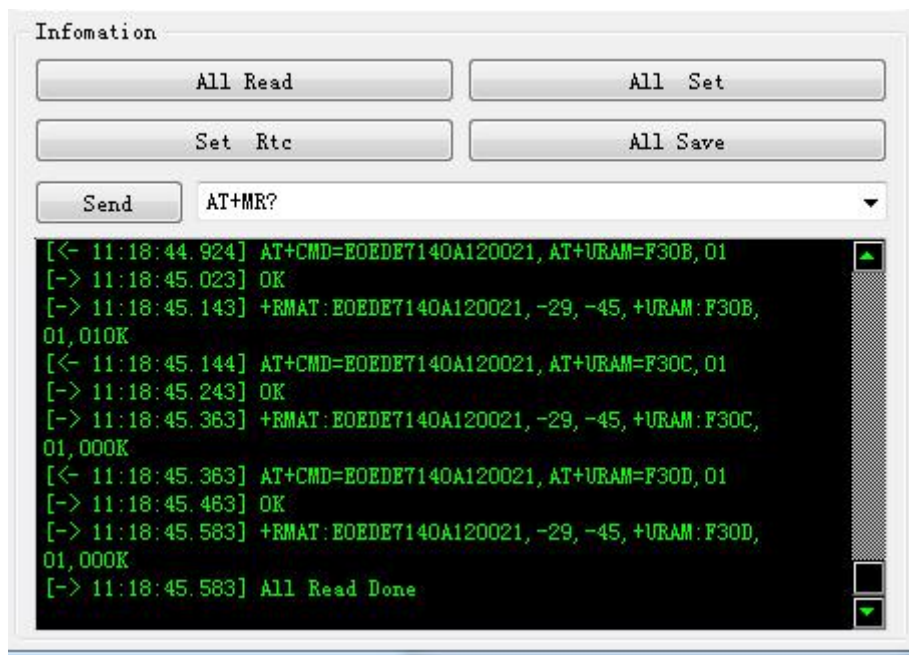 Infomation
All Read
All Set
Set Rtc
All Save
Send
AT+MR?
[<- 11:18:44.924] AT+CMD=E0EDE7140A120021,AT+URAM=F30B,01
[-> 11:18:45.023] OK
[-> 11:18:45.143] +RMAT:E0EDE7140A120021,-29,-45,+URAM:F30B,
01,01OK
[<- 11:18:45.144] AT+CMD=E0EDE7140A120021,AT+URAM=F30C,01
[-> 11:18:45.243] OK
[-> 11:18:45.363] +RMAT:E0EDE7140A120021,-29,-45,+URAM:F30C,
01,00OK
[<- 11:18:45.363] AT+CMD=E0EDE7140A120021,AT+URAM=F30D,01
[-> 11:18:45.463] OK
[-> 11:18:45.583] +RMAT:E0EDE7140A120021,-29,-45,+URAM:F30D,
01,00OK
[-> 11:18:45.583] All Read Done